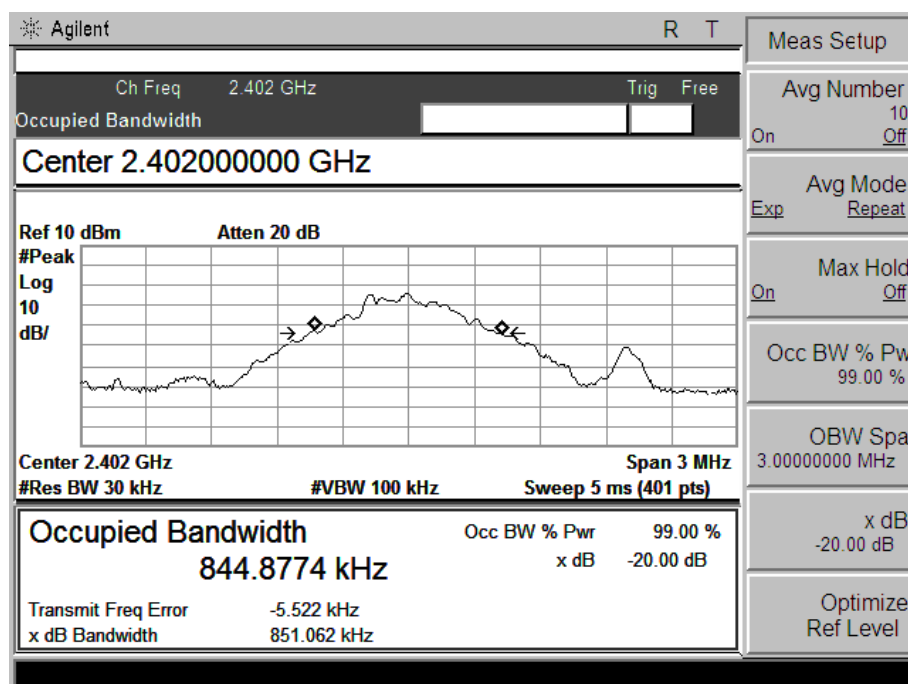 Agilent R T
Ch Freq 2.402 GHz Trig Free
Occupied Bandwidth
Center 2.402000000 GHz
Ref 10 dBm Atten 20 dB
#Peak
Log
10
dB/
Center 2.402 GHz Span 3 MHz
#Res BW 30 kHz #VBW 100 kHz Sweep 5 ms (401 pts)
Occupied Bandwidth Occ BW % Pwr 99.00 %
844.8774 kHz x dB -20.00 dB
Transmit Freq Error -5.522 kHz
x dB Bandwidth 851.062 kHz
Meas Setup
Avg Number
10
On Off
Avg Mode
Exp Repeat
Max Hold
On Off
Occ BW % Pw
99.00 %
OBW Spa
3.00000000 MHz
x dB
-20.00 dB
Optimize
Ref Level